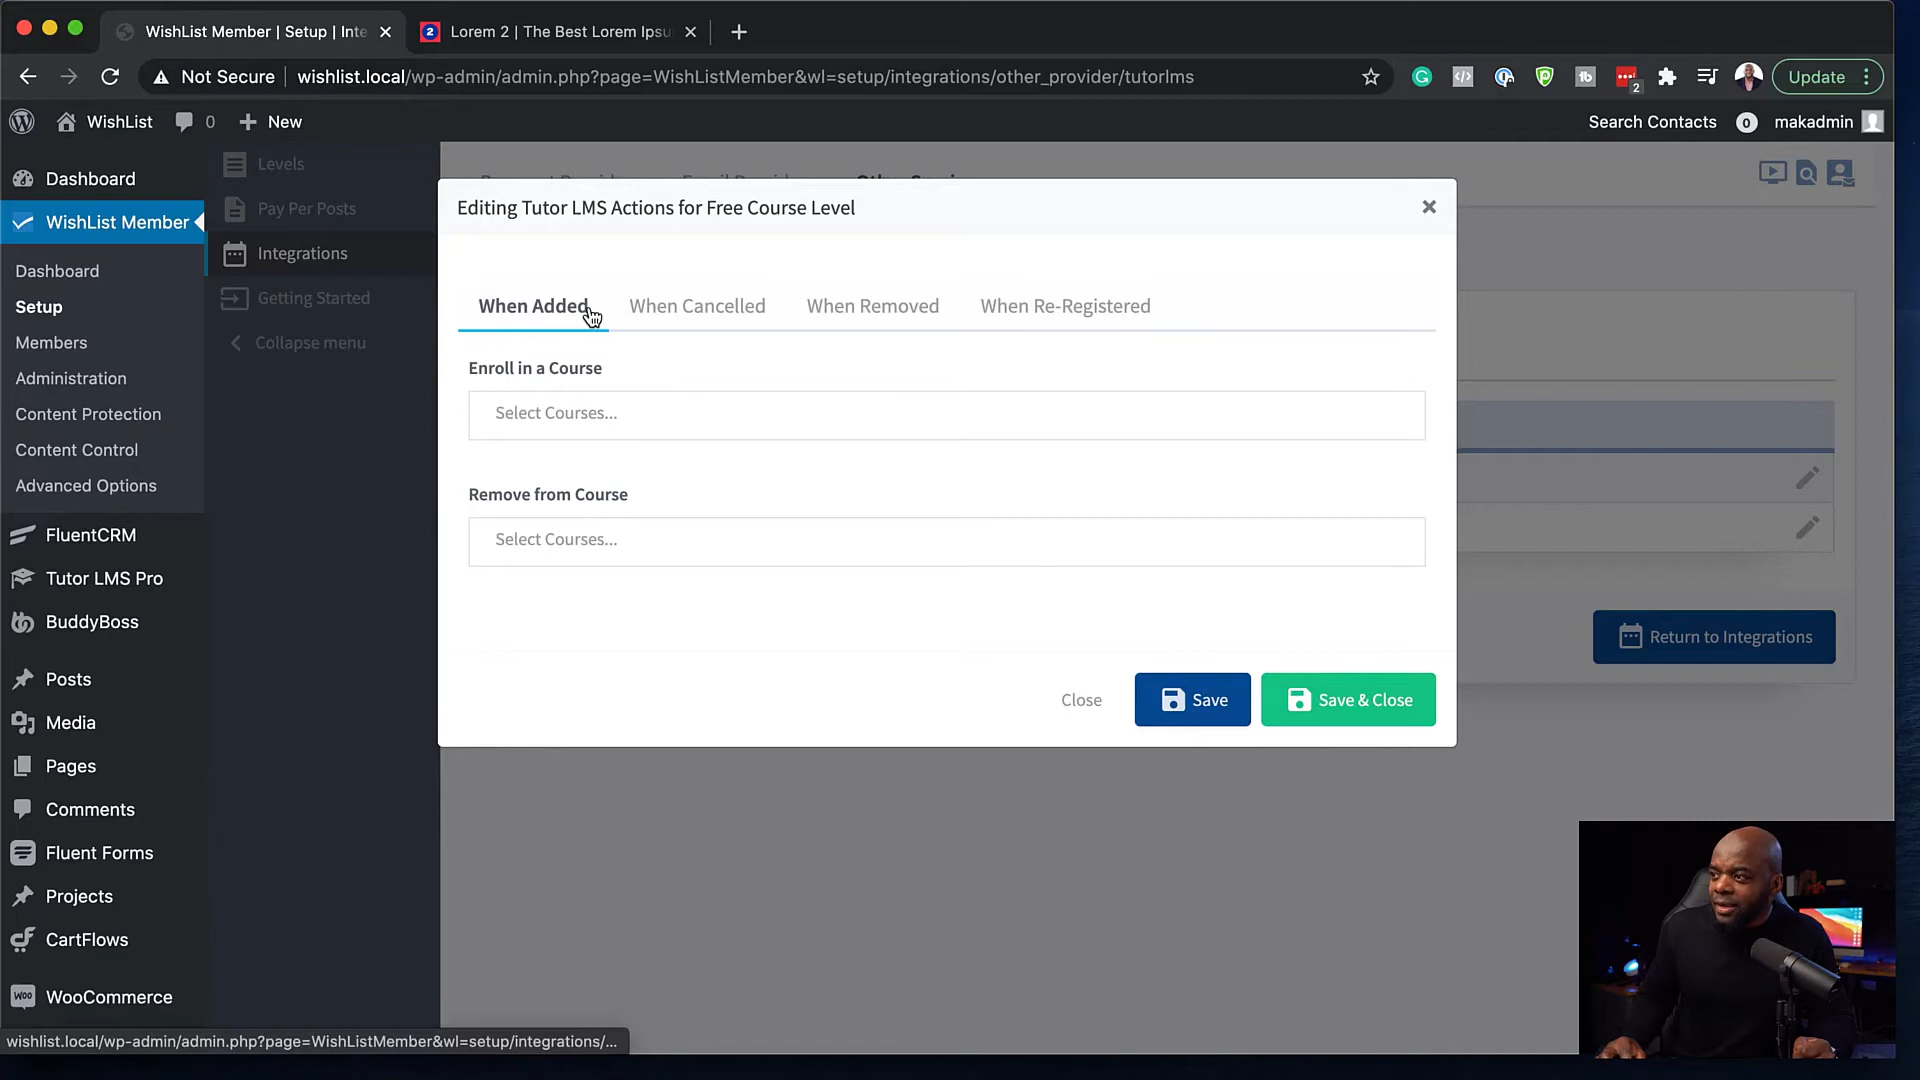 WishList Member | Setup | Inte
Lorem 2 | The Best Lorem Ipsu
Not Secure
wishlist.local/wp-admin/admin.php?page=WishListMember&wl=setup/integrations/other_provider/tutorlms
2
Update
WishList
0
New
Search Contacts
0
makadmin
Dashboard
WishList Member
Dashboard
Setup
Members
Administration
Content Protection
Content Control
Advanced Options
FluentCRM
Tutor LMS Pro
BuddyBoss
Posts
Media
Pages
Comments
Fluent Forms
Projects
CartFlows
WooCommerce
Levels
Pay Per Posts
Integrations
Getting Started
Collapse menu
Editing Tutor LMS Actions for Free Course Level
When Added
When Cancelled
When Removed
When Re-Registered
Enroll in a Course
Select Courses...
Remove from Course
Select Courses...
Close
Save
Save & Close
Return to Integrations
wishlist.local/wp-admin/admin.php?page=WishListMember&wl=setup/integrations/...